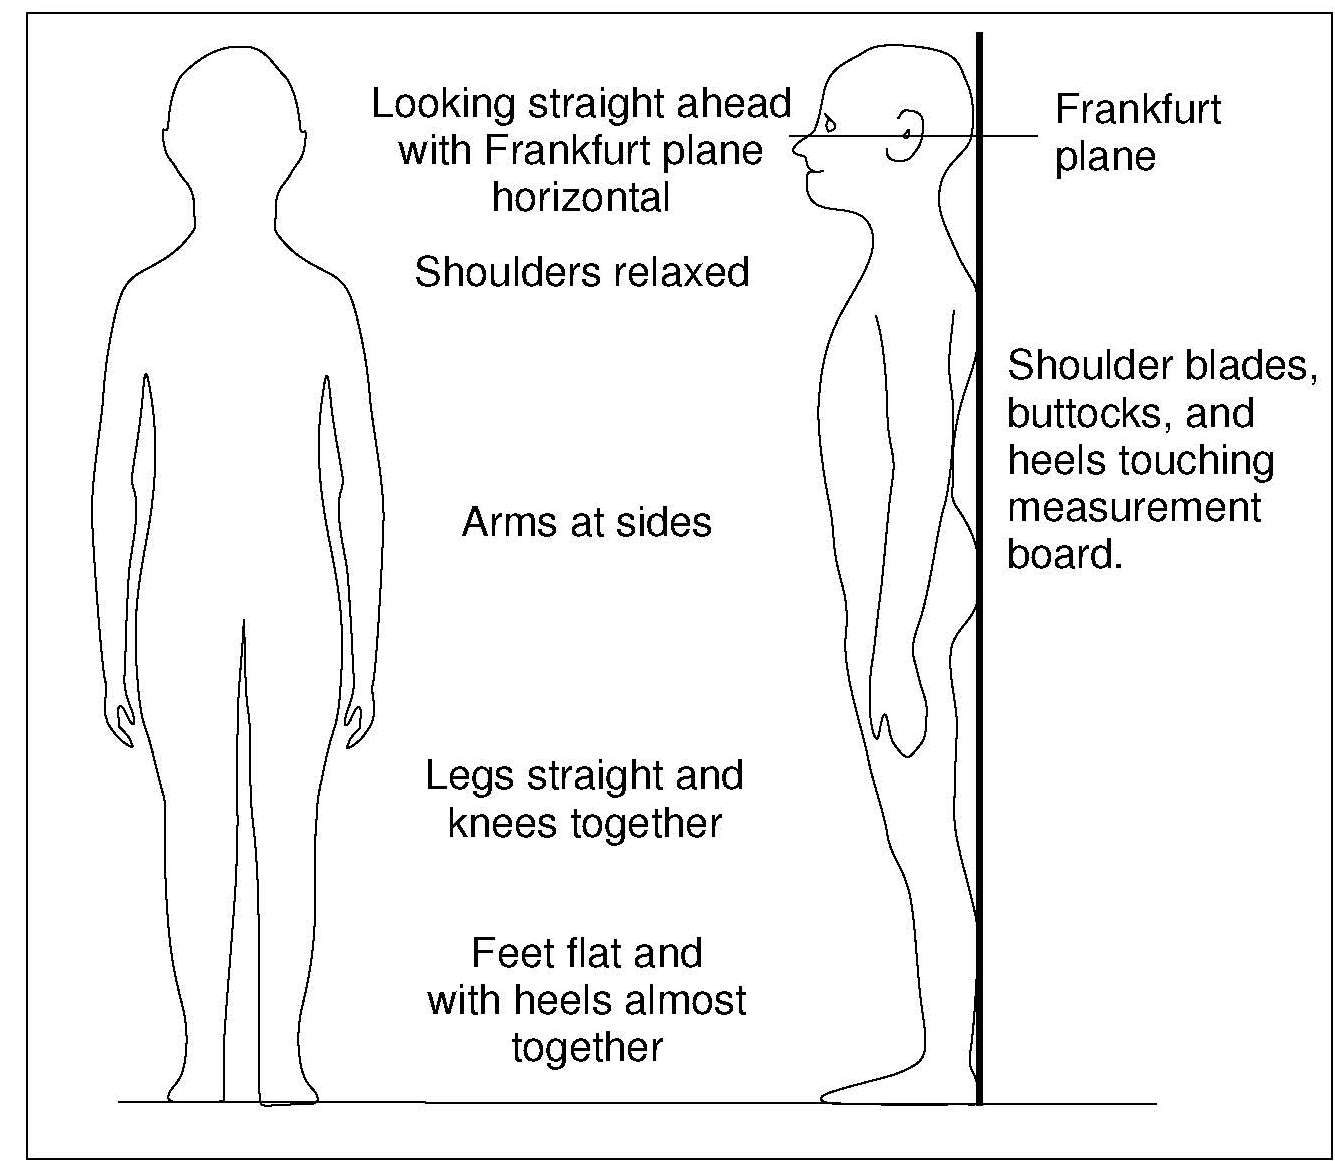 Looking straight ahead
with Frankfurt plane
horizontal
Frankfurt
plane
Shoulders relaxed
Shoulder blades,
buttocks, and
heels touching
measurement
board.
Arms at sides
Legs straight and
knees together
Feet flat and
with heels almost
together